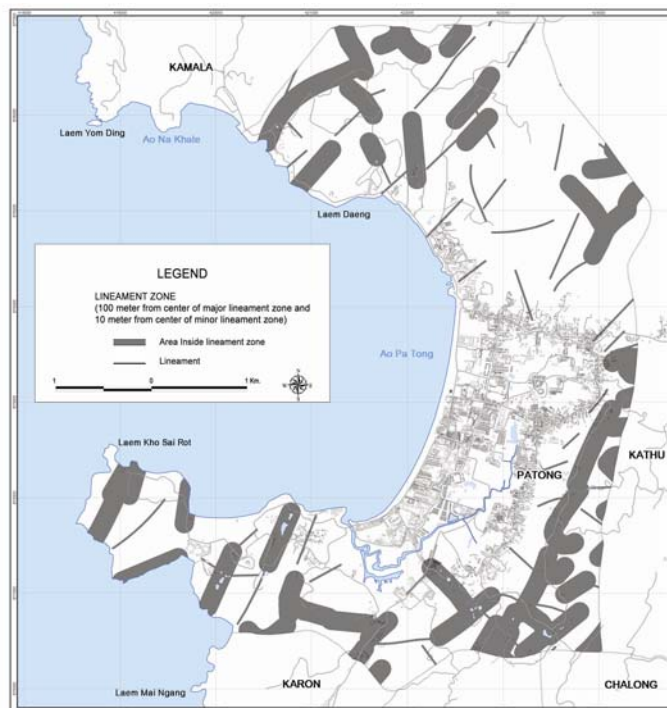 KAMALA
Laem Yom Ding
Ao Na Khale
Laem Daeng
LEGEND
LINEAMENT ZONE
(100 meter from center of major lineament zone and
10 meter from center of minor lineament zone)
Area Inside lineament zone
Lineament
1 0 1 Km.
Ao Pa Tong
Laem Kho Sai Rot
KATHU
PATONG
Laem Mai Ngang
KARON
CHALONG